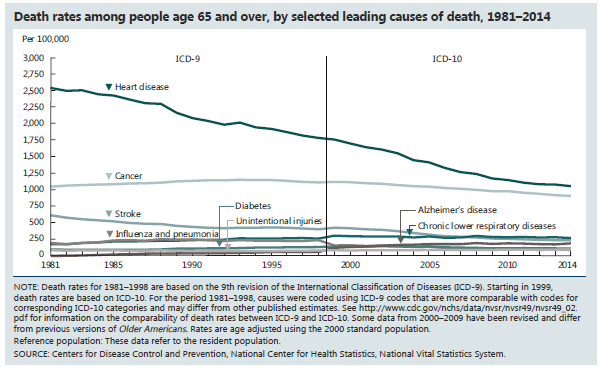 Death rates among people age 65 and over, by selected leading causes of death, 1981–2014
Per 100,000
3,000
ICD-9
ICD-10
2,750
2,500
Heart disease
2,250
2,000
1,750
1,500
1,250
Cancer
1,000
750
Stroke
Diabetes
Alzheimer's disease
500
Unintentional injuries
Chronic lower respiratory diseases
Influenza and pneumonia
250
0
1981
1985
1990
1995
2000
2005
2010
2014
NOTE: Death rates for 1981–1998 are based on the 9th revision of the International Classification of Diseases (ICD-9). Starting in 1999,
death rates are based on ICD-10. For the period 1981–1998, causes were coded using ICD-9 codes that are more comparable with codes for
corresponding ICD-10 categories and may differ from other published estimates. See http://www.cdc.gov/nchs/data/nvsr/nvsr49/nvsr49_02.
pdf for information on the comparability of death rates between ICD-9 and ICD-10. Some data from 2000–2009 have been revised and differ
from previous versions of Older Americans. Rates are age adjusted using the 2000 standard population.
Reference population: These data refer to the resident population.
SOURCE: Centers for Disease Control and Prevention, National Center for Health Statistics, National Vital Statistics System.